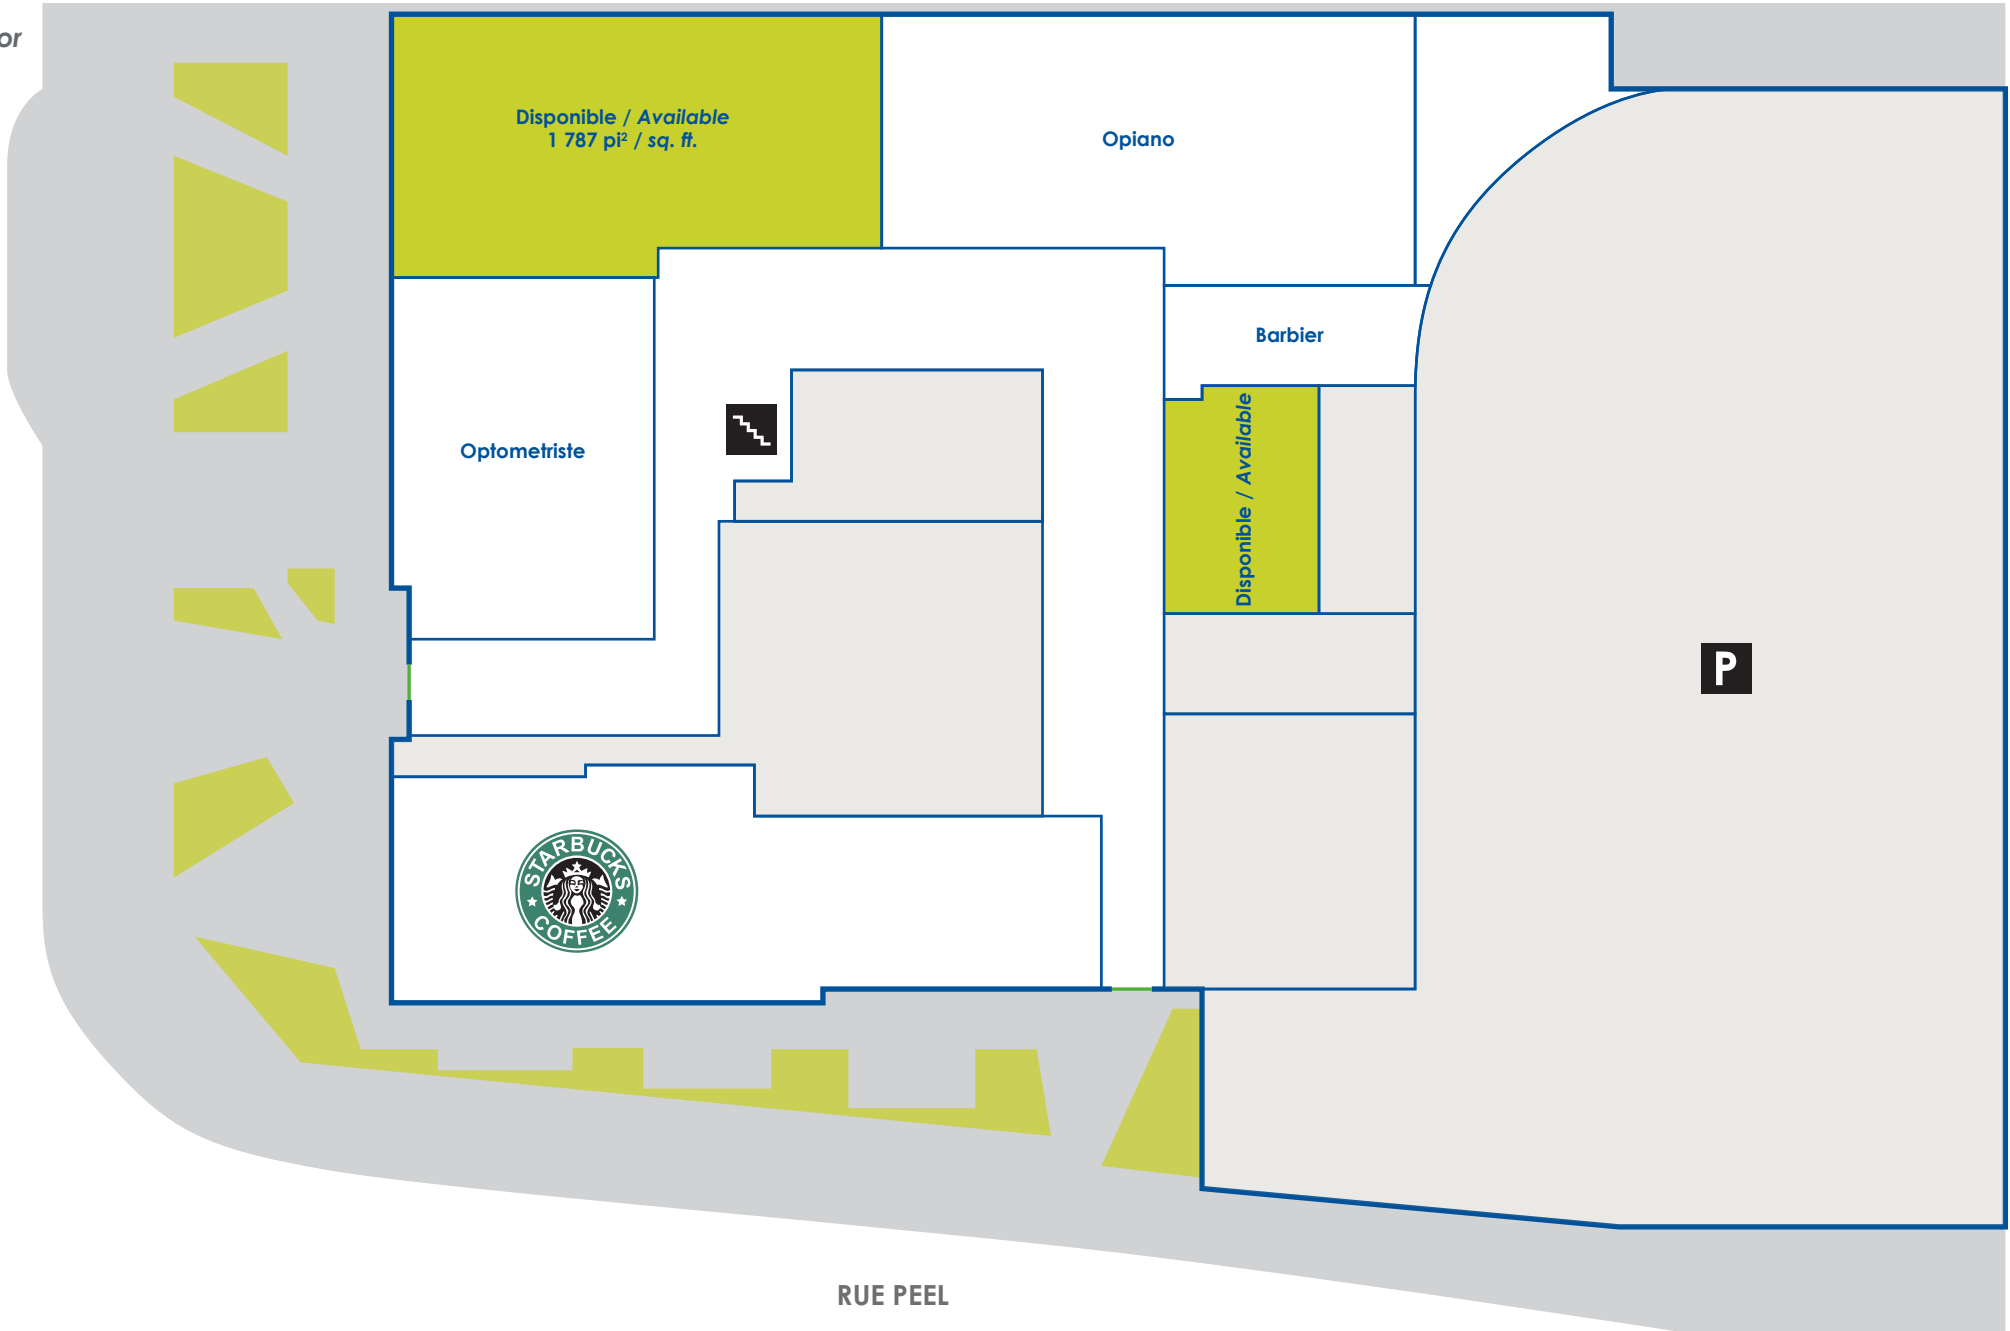 or
Disponible / Available
1 787 pi² / sq. ft.
Opiano
Barbier
Disponible / Available
Optometriste
P
STARBUCKS
COFFEE
RUE PEEL